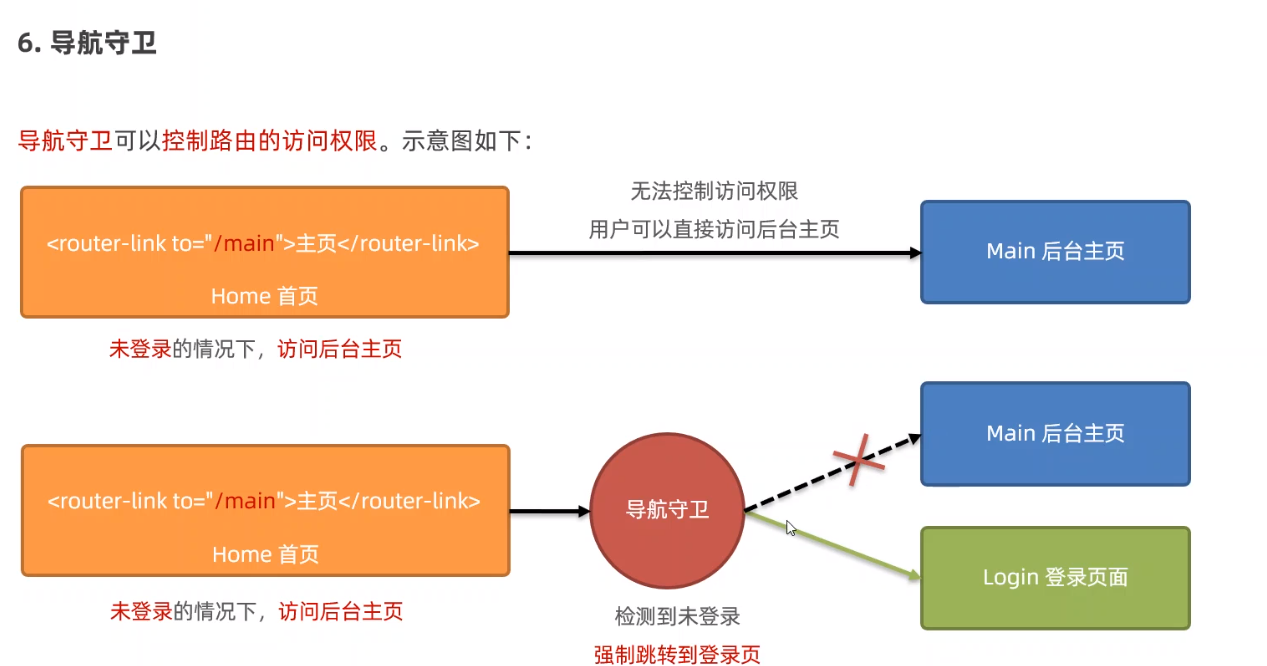 6. 导航守卫
导航守卫可以控制路由的访问权限。示意图如下：
<router-link to="/main">主页</router-link>
Home 首页
无法控制访问权限
用户可以直接访问后台主页
Main 后台主页
未登录的情况下，访问后台主页
<router-link to="/main">主页</router-link>
Home 首页
未登录的情况下，访问后台主页
导航守卫
检测到未登录
强制跳转到登录页
Main 后台主页
Login 登录页面